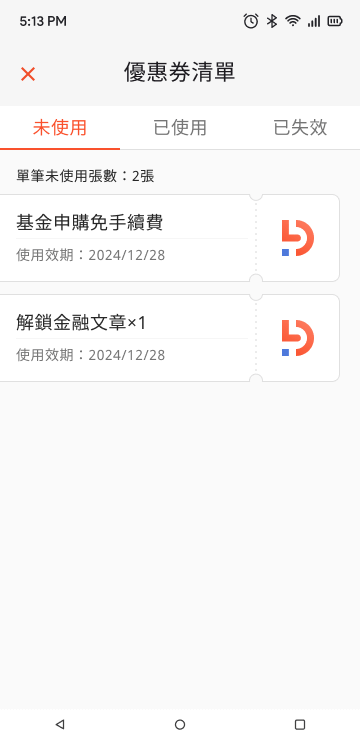 5:13 PM
優惠券清單
未使用
已使用
已失效
單筆未使用張數：2張
基金申購免手續費
使用效期：2024/12/28
解鎖金融文章×1
使用效期：2024/12/28